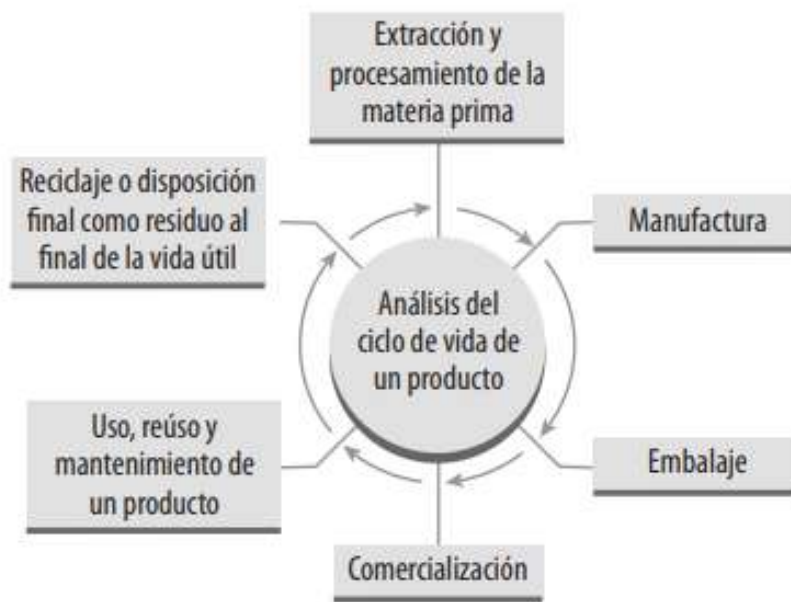 Extracción y
procesamiento de la
materia prima
Reciclaje o disposición
final como residuo al
final de la vida útil
Manufactura
Análisis del
ciclo de vida de
un producto
Uso, reúso y
mantenimiento de
un producto
Embalaje
Comercialización